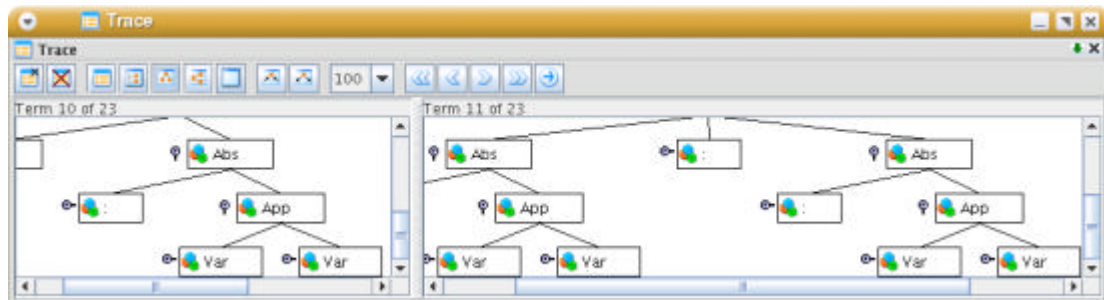 Trace
Trace
100
Term 10 of 23
Term 11 of 23
Abs
:
App
Var
Var
Abs
:
Abs
App
:
App
Var
Var
Var
Var